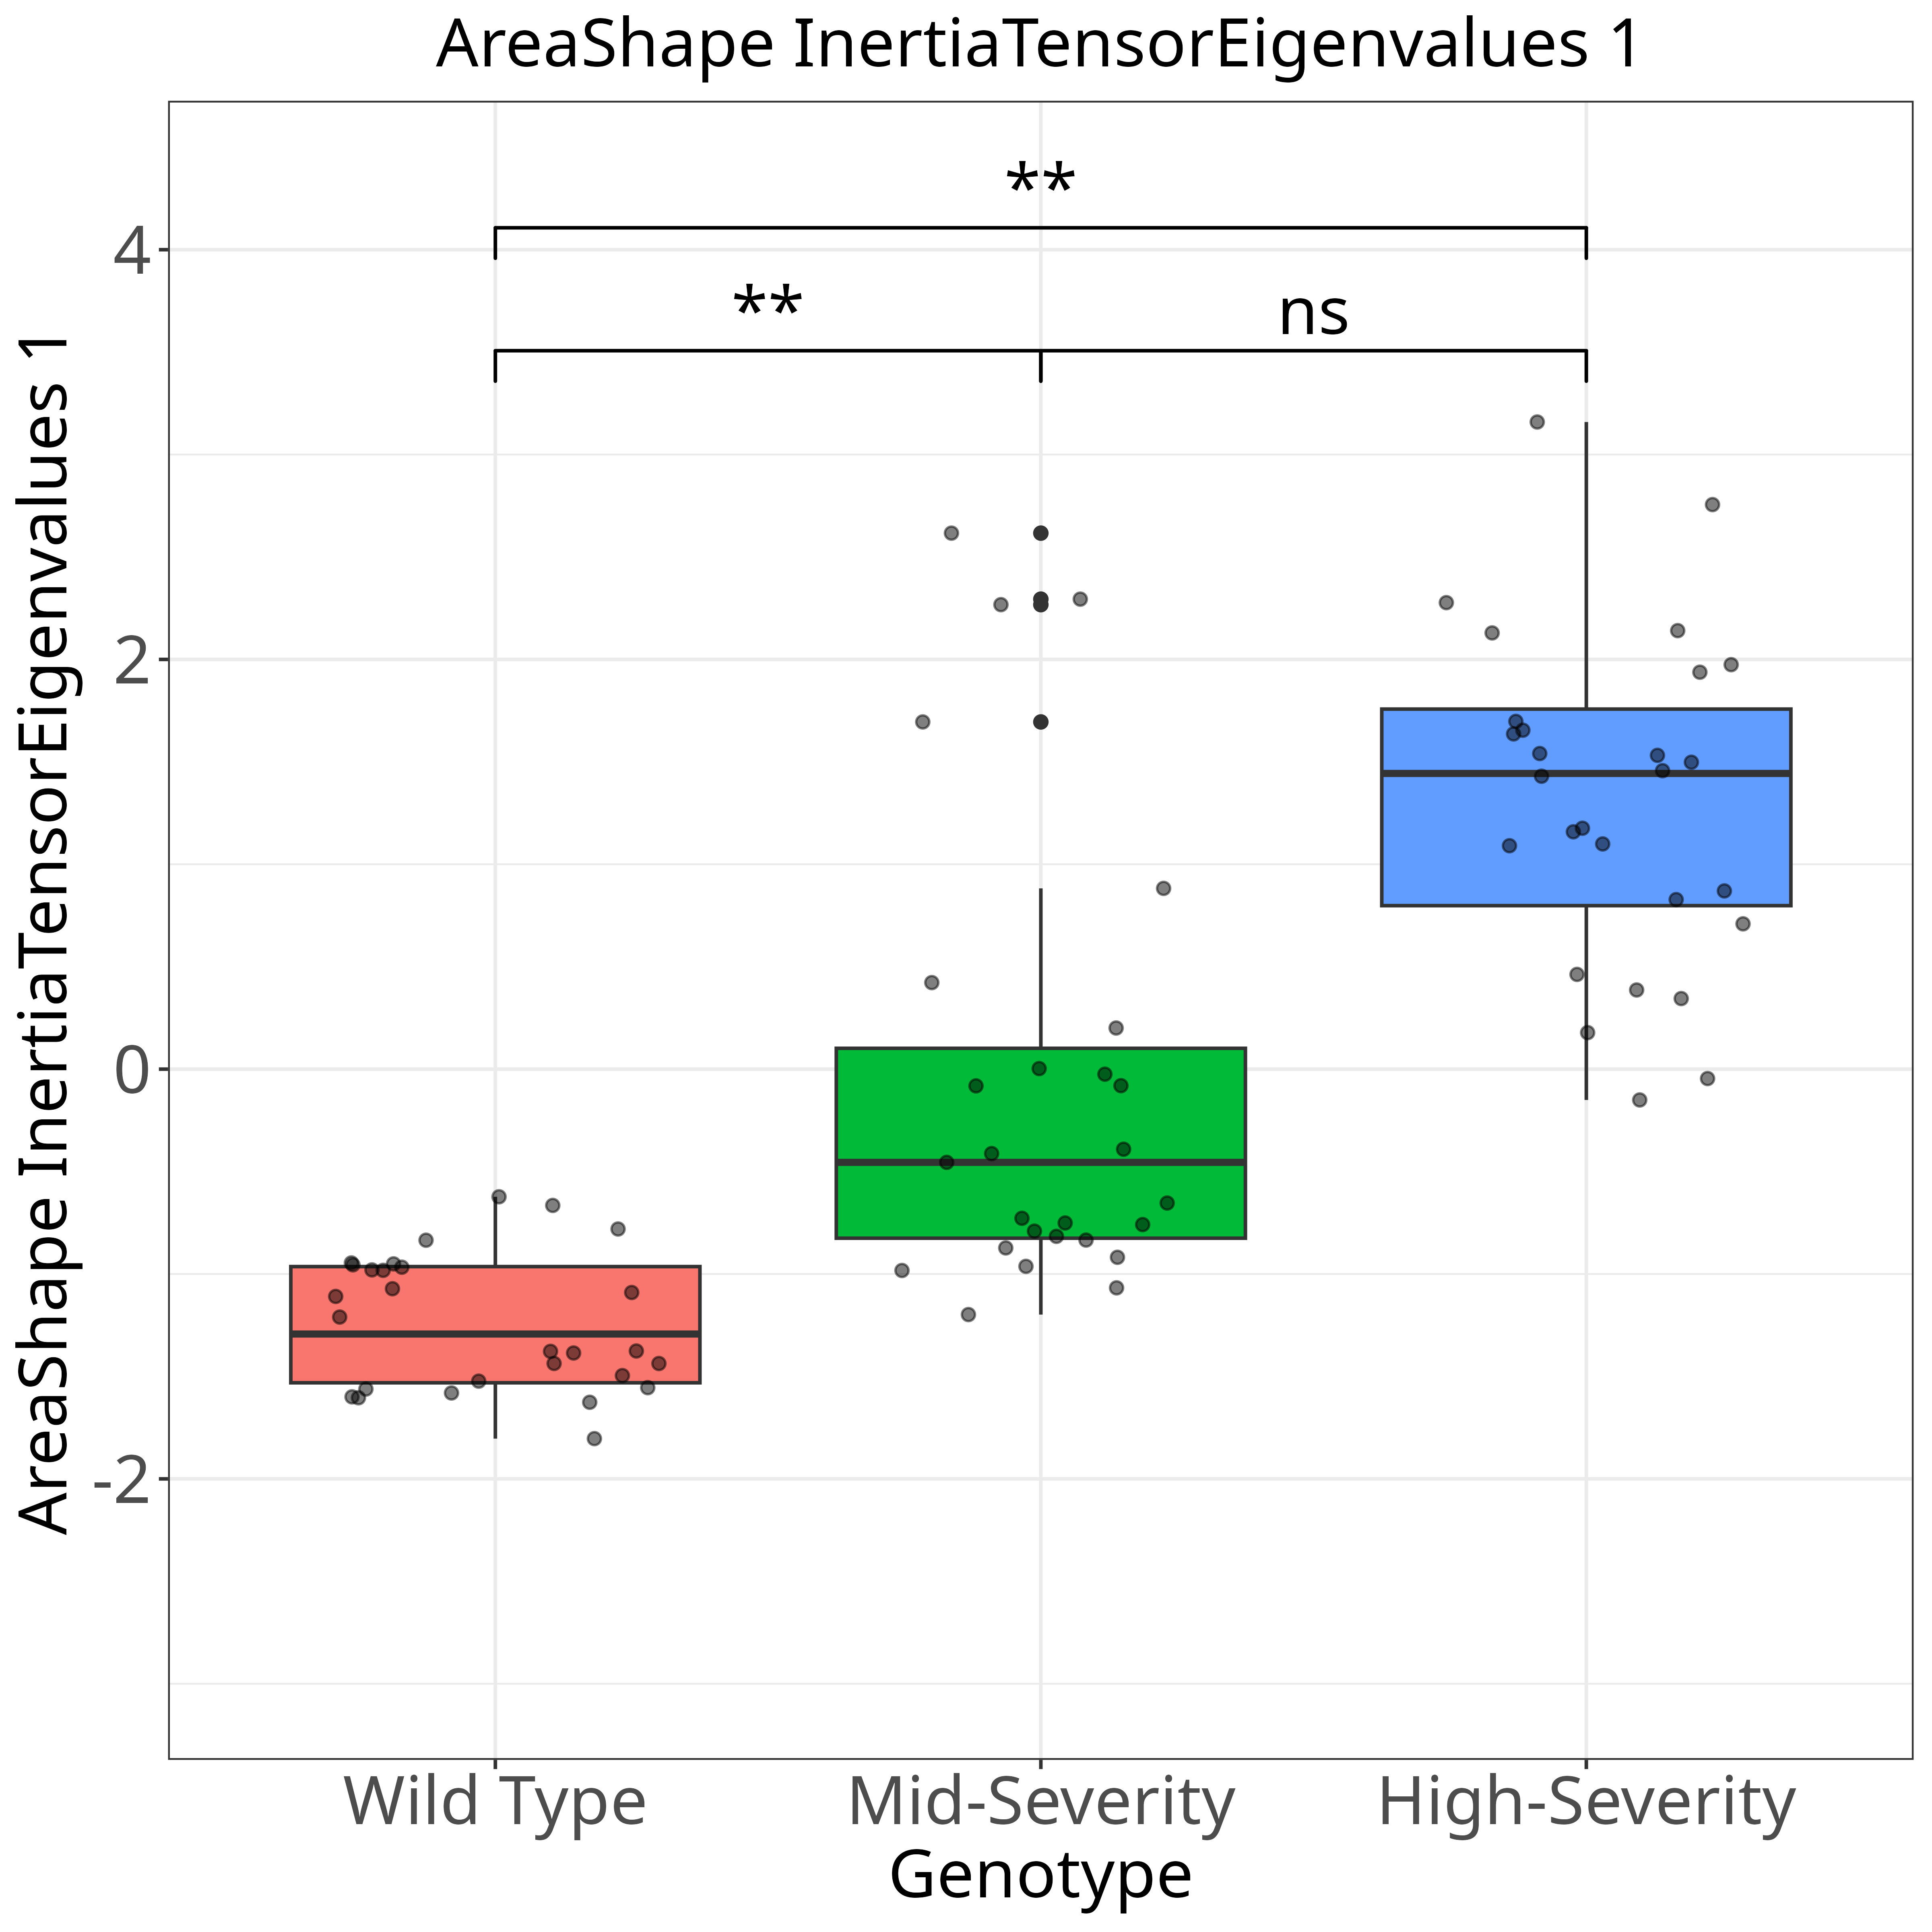 AreaShape InertiaTensorEigenvalues 1
AreaShape InertiaTensorEigenvalues 1
**
4
**
ns
2
0
-2
Wild Type
Mid-Severity
High-Severity
Genotype